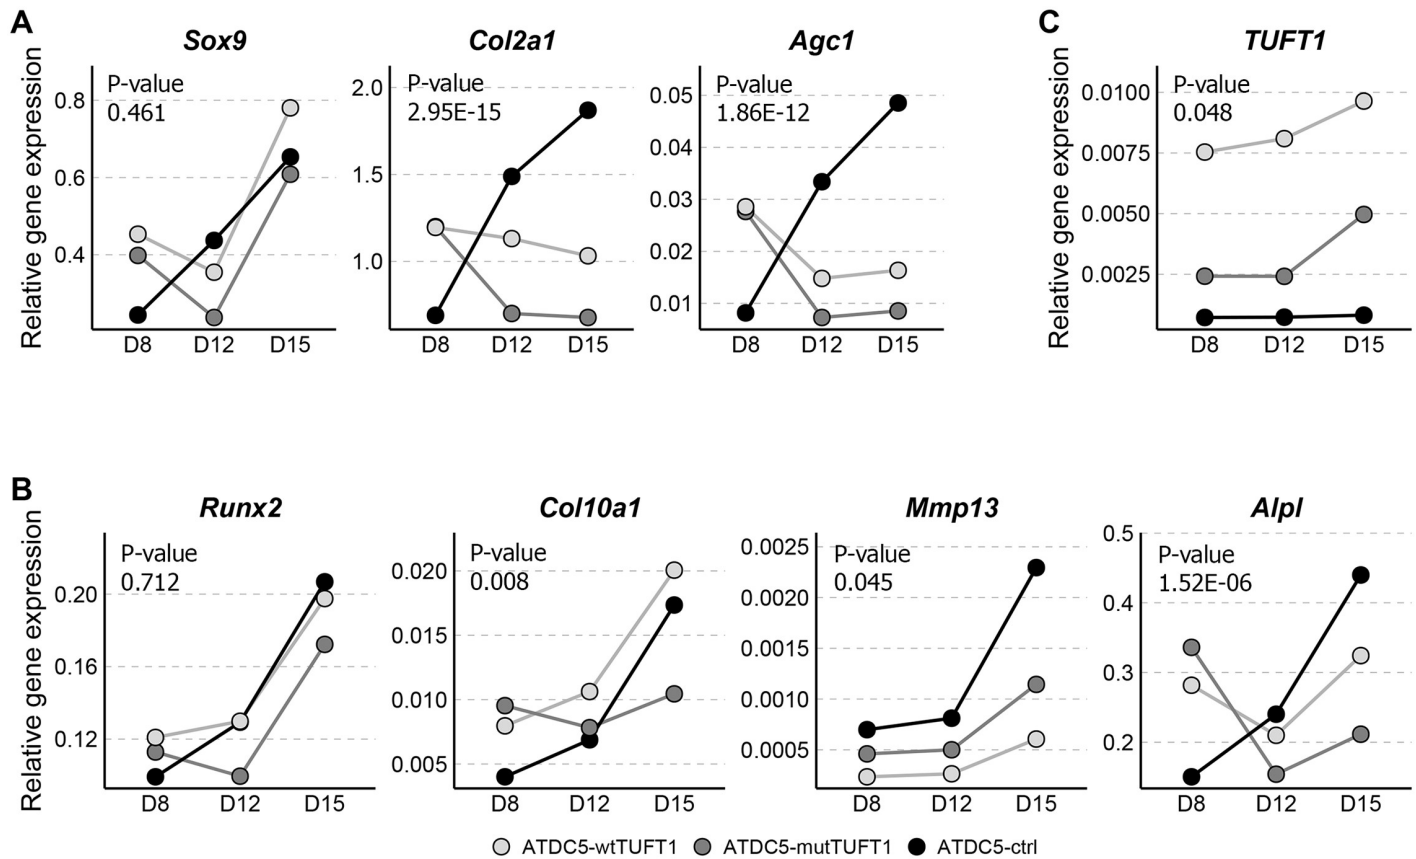 A
Sox9
Relative gene expression
P-value
0.461
0.8
0.6
0.4
D8 D12 D15
Col2a1
P-value
2.95E-15
2.0
1.5
1.0
D8 D12 D15
Agc1
P-value
1.86E-12
0.05
0.04
0.03
0.02
0.01
D8 D12 D15
C
TUFT1
Relative gene expression
P-value
0.048
0.0100
0.0075
0.0050
0.0025
D8 D12 D15
B
Runx2
Relative gene expression
P-value
0.712
0.20
0.16
0.12
D8 D12 D15
Col10a1
P-value
0.008
0.020
0.015
0.010
0.005
D8 D12 D15
Mmp13
P-value
0.045
0.0025
0.0020
0.0015
0.0010
0.0005
D8 D12 D15
Alpl
P-value
1.52E-06
0.5
0.4
0.3
0.2
D8 D12 D15
ATDC5-wtTUFT1 ATDC5-mutTUFT1 ATDC5-ctrl